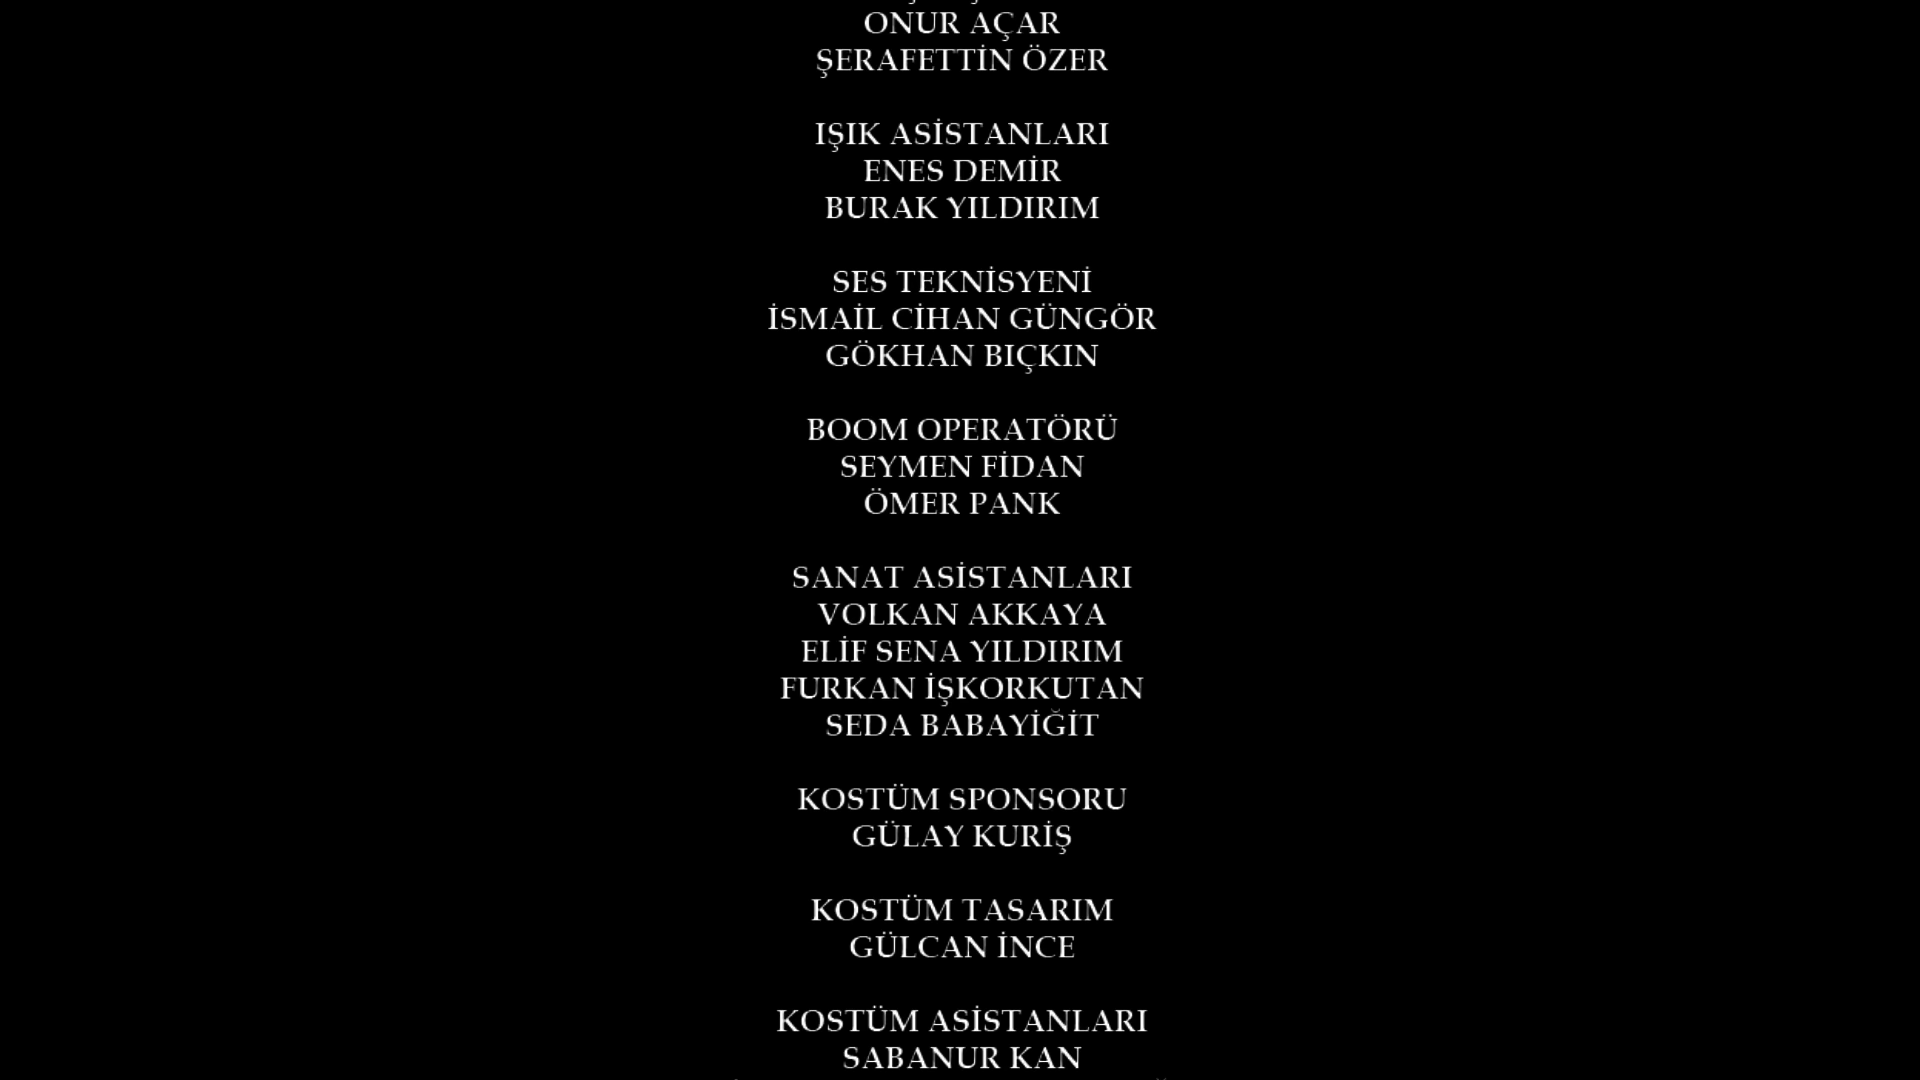 ONUR AÇAR
ŞERAFETTİN ÖZER
IŞIK ASİSTANLARI
ENES DEMİR
BURAK YILDIRIM
SES TEKNİSYENİ
İSMAİL CİHAN GÜNGÖR
GÖKHAN BIÇKIN
BOOM OPERATÖRÜ
SEYMEN FİDAN
ÖMER PANK
SANAT ASİSTANLARI
VOLKAN AKKAYA
ELİF SENA YILDIRIM
FURKAN İŞKORKUTAN
SEDA BABAYİĞİT
KOSTÜM SPONSORU
GÜLAY KURİŞ
KOSTÜM TASARIM
GÜLCAN İNCE
KOSTÜM ASİSTANLARI
SABANUR KAN